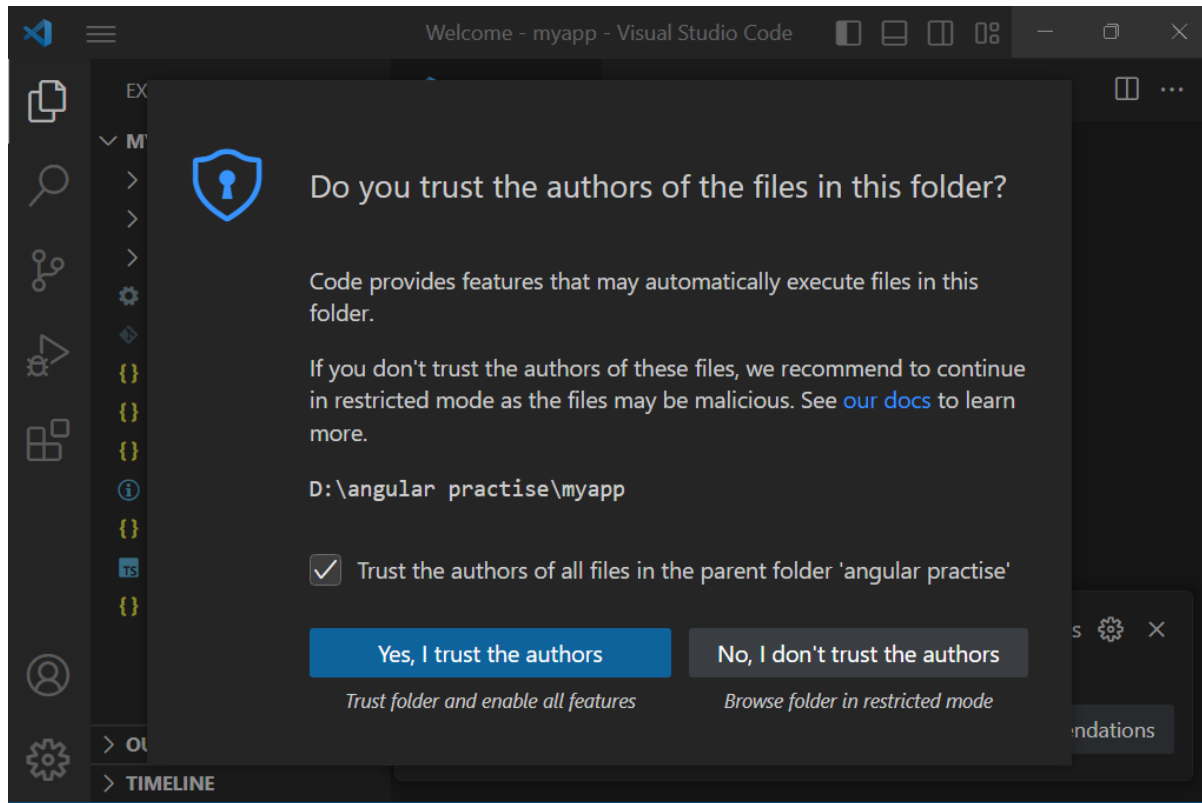 Welcome - myapp - Visual Studio Code
Do you trust the authors of the files in this folder?
Code provides features that may automatically execute files in this
folder.
If you don't trust the authors of these files, we recommend to continue
in restricted mode as the files may be malicious. See our docs to learn
more.
D:\angular practise\myapp
Trust the authors of all files in the parent folder 'angular practise'
Yes, I trust the authors
No, I don't trust the authors
Trust folder and enable all features
Browse folder in restricted mode
TS
TIMELINE